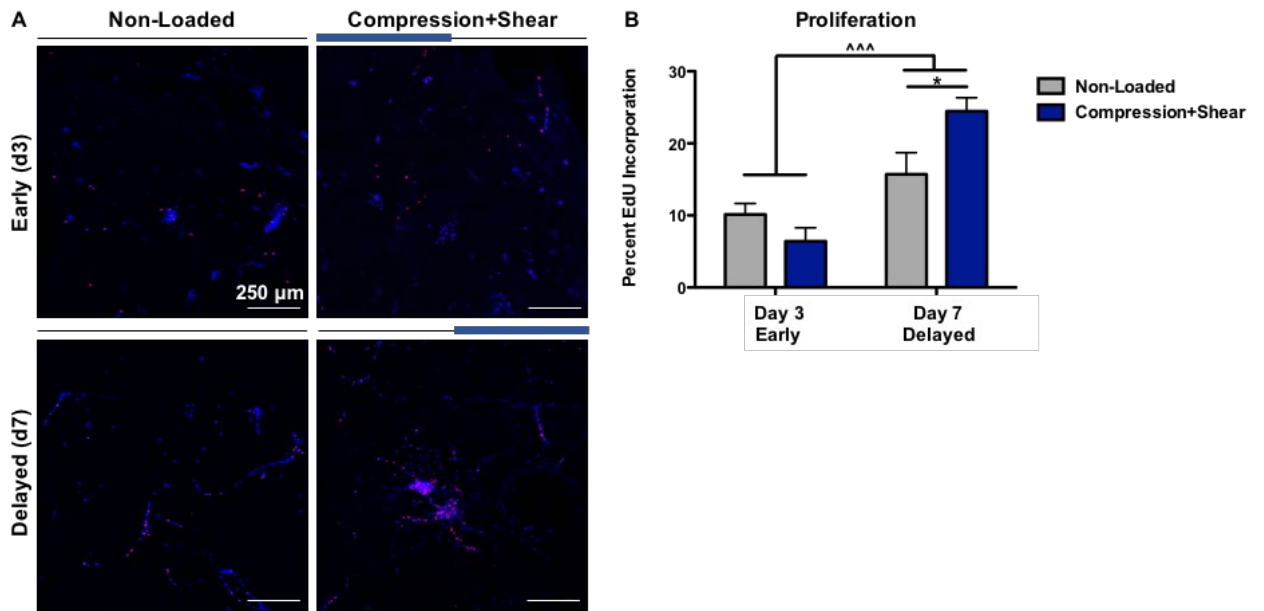 A
Non-Loaded
Compression+Shear
Early (d3)
250 µm
Delayed (d7)
B
Proliferation
^^^
*
Percent EdU Incorporation
30
20
10
0
Day 3
Early
Day 7
Delayed
Non-Loaded
Compression+Shear